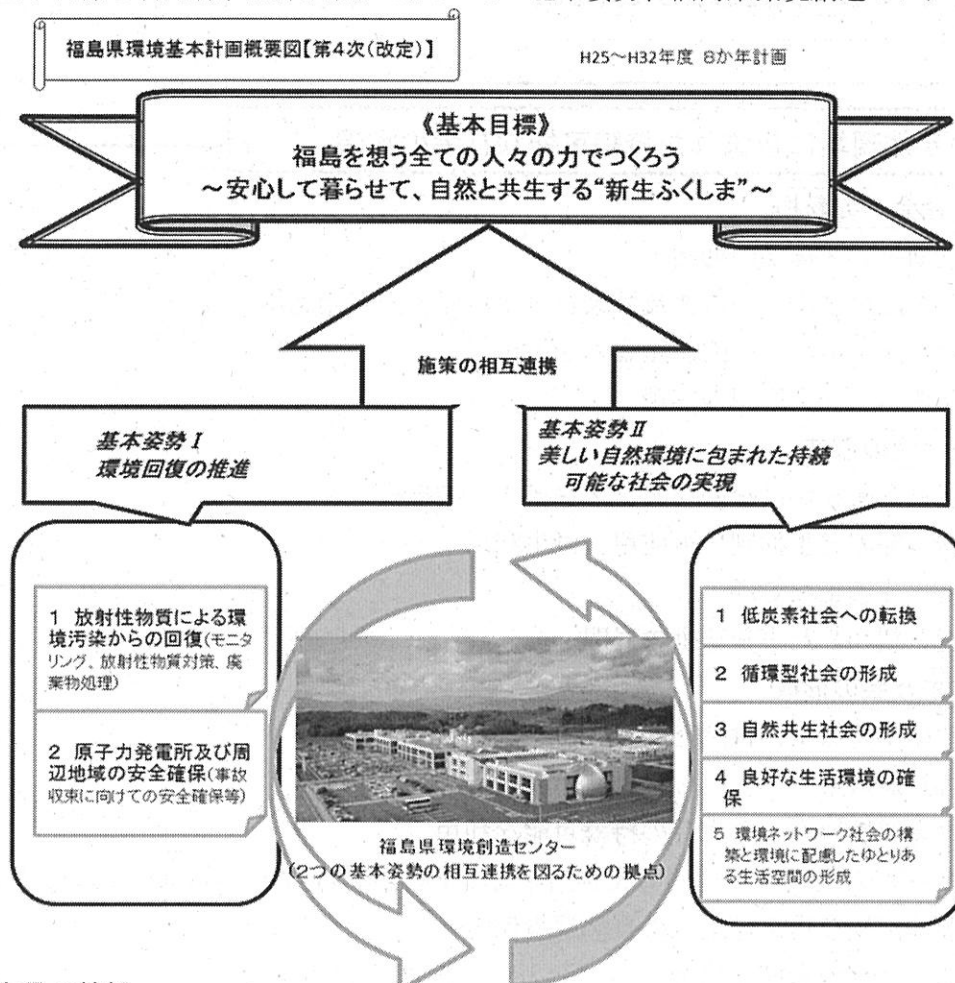 福島県環境基本計画概要図【第4次(改定)】
H25～H32年度 8か年計画
《基本目標》
福島を想う全ての人々の力でつくろう
～安心して暮らせて、自然と共生する“新生ふくしま”～
施策の相互連携
基本姿勢Ⅰ
環境回復の推進
基本姿勢Ⅱ
美しい自然環境に包まれた持続
可能な社会の実現
1 放射性物質による環
境汚染からの回復(モニタ
リング、放射性物質対策、廃
棄物処理)
2 原子力発電所及び周
辺地域の安全確保(事故
収束に向けての安全確保等)
福島県環境創造センター
(2つの基本姿勢の相互連携を図るための拠点)
1 低炭素社会への転換
2 循環型社会の形成
3 自然共生社会の形成
4 良好な生活環境の確
保
5 環境ネットワーク社会の構
築と環境に配慮したゆとりあ
る生活空間の形成